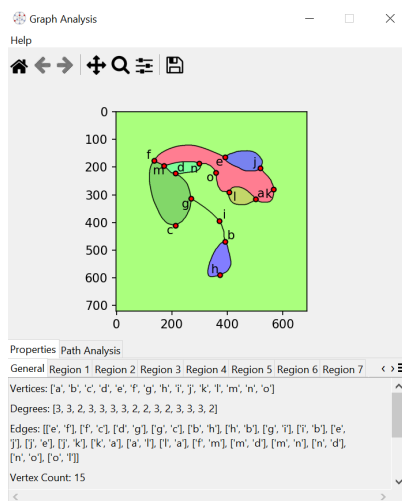 Graph Analysis
Help
0
100
200
300
400
500
600
700
0 200 400 600
f
m
d
n
e
j
o
l
a
k
g
c
i
b
h
Properties Path Analysis
General Region 1 Region 2 Region 3 Region 4 Region 5 Region 6 Region 7
Vertices: ['a', 'b', 'c', 'd', 'e', 'f', 'g', 'h', 'i', 'j', 'k', 'l', 'm', 'n', 'o']
Degrees: [3, 3, 2, 3, 3, 3, 3, 2, 2, 3, 2, 3, 3, 3, 2]
Edges: [['e', 'f'], ['f', 'c'], ['d', 'g'], ['g', 'c'], ['b', 'h'], ['h', 'b'], ['g', 'i'], ['i', 'b'], ['e',
'j'], ['j', 'e'], ['j', 'k'], ['k', 'a'], ['a', 'l'], ['l', 'a'], ['f', 'm'], ['m', 'd'], ['m', 'n'], ['n', 'd'],
['n', 'o'], ['o', 'l']]
Vertex Count: 15